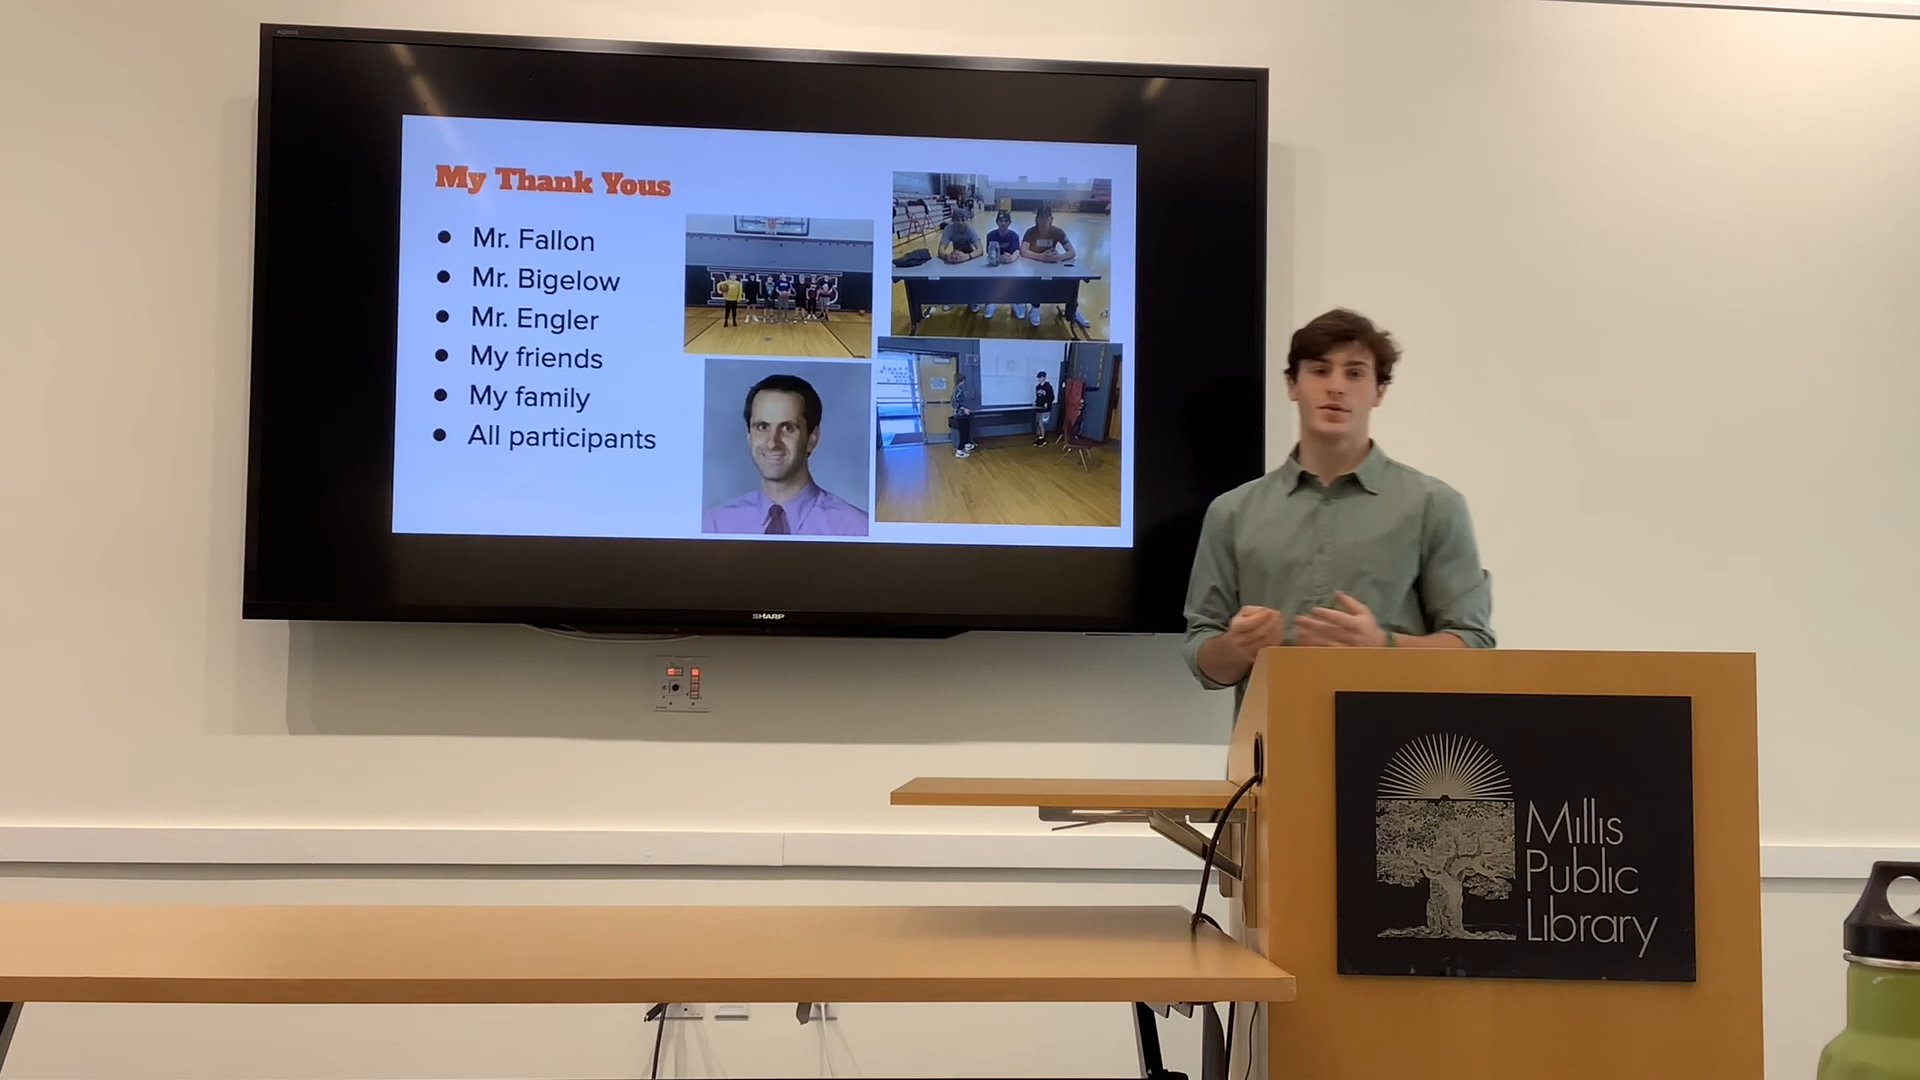 My Thank Yous
● Mr. Fallon
● Mr. Bigelow
● Mr. Engler
● My friends
● My family
● All participants
SHARP
Millis
Public
Library